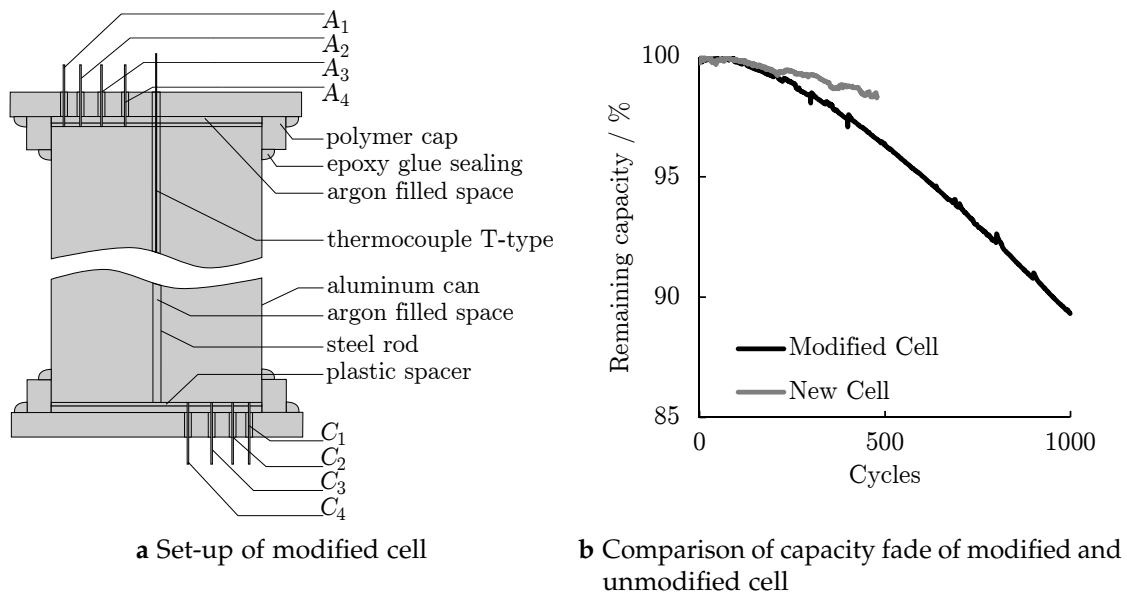 A₁
A₂
A₃
A₄
polymer cap
epoxy glue sealing
argon filled space
thermocouple T-type
aluminum can
argon filled space
steel rod
plastic spacer
C₁
C₂
C₃
C₄
a Set-up of modified cell
Remaining capacity / %
100
95
90
85
Modified Cell
New Cell
0
500
1000
Cycles
b Comparison of capacity fade of modified and
unmodified cell